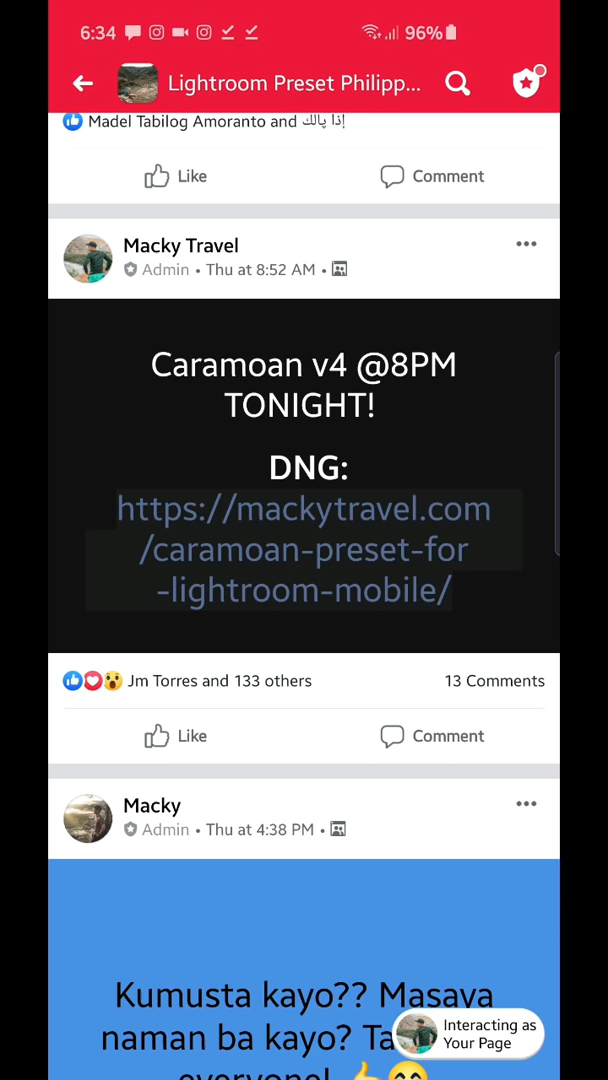 6:34 96%
Lightroom Preset Philipp...
Madel Tabilog Amoranto and إذا پالك
Like Comment
Macky Travel
Admin • Thu at 8:52 AM •
Caramoan v4 @8PM
TONIGHT!
DNG:
https://mackytravel.com
/caramoan-preset-for
-lightroom-mobile/
Jm Torres and 133 others 13 Comments
Like Comment
Macky
Admin • Thu at 4:38 PM •
Kumusta kayo?? Masaya
naman ba kayo?
everyone!
Interacting as
Your Page